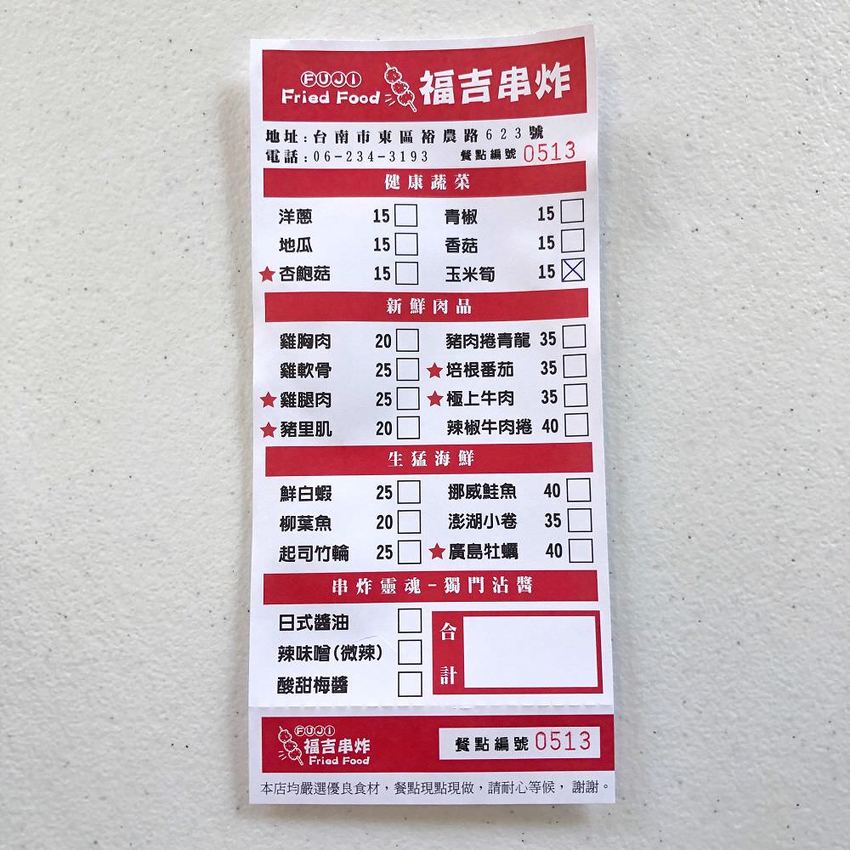 FUJI
Fried Food 福吉串炸
地址:台南市東區裕農路623號
電話:06-234-3193 餐點編號 0513
健康蔬菜
洋蔥 15 青椒 15
地瓜 15 香菇 15
★杏鮑菇 15 玉米筍 15
新鮮肉品
雞胸肉 20 豬肉捲青龍 35
雞軟骨 25 ★培根番茄 35
★雞腿肉 25 ★極上牛肉 35
★豬里肌 20 辣椒牛肉捲 40
生猛海鮮
鮮白蝦 25 挪威鮭魚 40
柳葉魚 20 澎湖小卷 35
起司竹輪 25 ★廣島牡蠣 40
串炸靈魂-獨門沾醬
日式醬油
辣味噌(微辣)
酸甜梅醬
合計
FUJI
福吉串炸
Fried Food
餐點編號 0513
本店均嚴選優良食材，餐點現點現做，請耐心等候，謝謝。